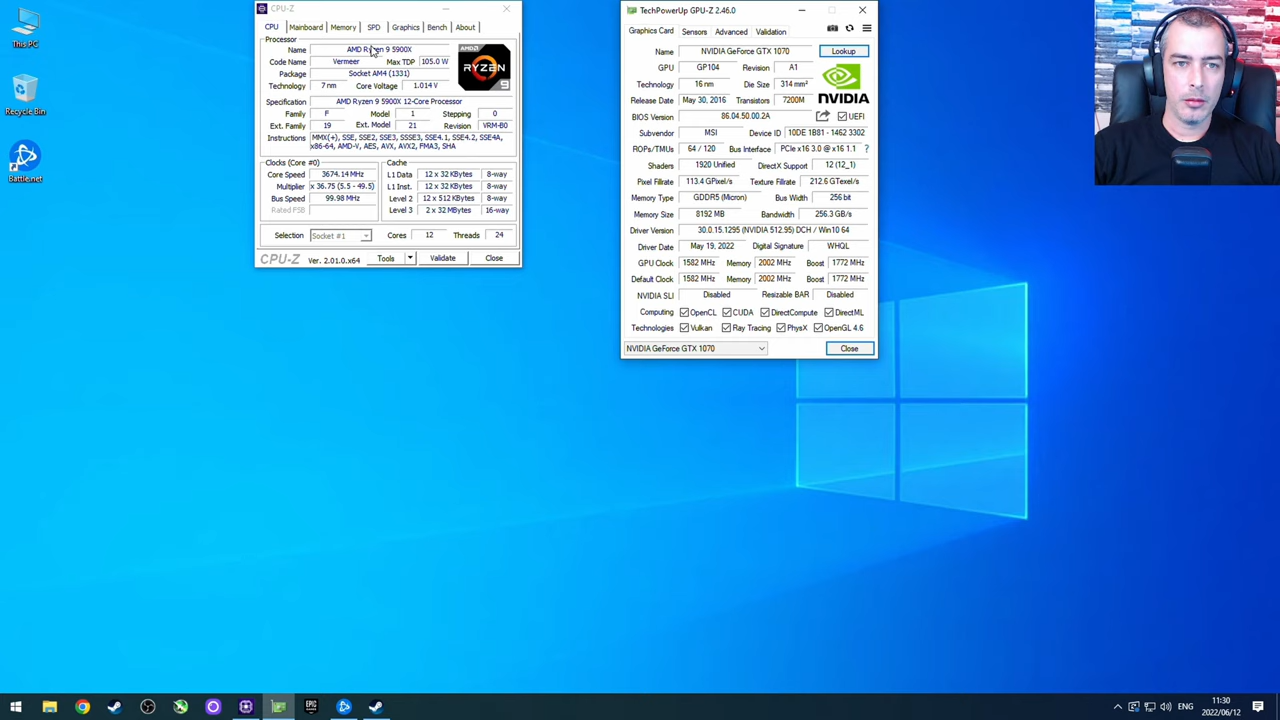 This PC
Recycle Bin
Battle.net
CPU-Z
CPU Mainboard Memory SPD Graphics Bench About
Processor
Name AMD Ryzen 9 5900X
Code Name Vermeer Max TDP 105.0 W
Package Socket AM4 (1331)
Technology 7 nm Core Voltage 1.014 V
AMD
RYZEN
9
Specification AMD Ryzen 9 5900X 12-Core Processor
Family F Model 1 Stepping 0
Ext. Family 19 Ext. Model 21 Revision VRM-B0
Instructions MMX(+), SSE, SSE2, SSE3, SSSE3, SSE4.1, SSE4.2, SSE4A,
x86-64, AMD-V, AES, AVX, AVX2, FMA3, SHA
Clocks (Core #0)
Core Speed 3674.14 MHz
Multiplier x 36.75 (5.5 - 49.5)
Bus Speed 99.98 MHz
Rated FSB
Cache
L1 Data 12 x 32 KBytes 8-way
L1 Inst. 12 x 32 KBytes 8-way
Level 2 12 x 512 KBytes 8-way
Level 3 2 x 32 MBytes 16-way
Selection Socket #1 Cores 12 Threads 24
CPU-Z Ver. 2.01.0.x64 Tools Validate Close
TechPowerUp GPU-Z 2.46.0
Graphics Card Sensors Advanced Validation
Name NVIDIA GeForce GTX 1070 Lookup
GPU GP104 Revision A1
Technology 16 nm Die Size 314 mm²
Release Date May 30, 2016 Transistors 7200M
NVIDIA
BIOS Version 86.04.50.00.2A UEFI
Subvendor MSI Device ID 10DE 1B81 - 1462 3302
ROPs/TMUs 64 / 120 Bus Interface PCIe x16 3.0 @ x16 1.1 ?
Shaders 1920 Unified DirectX Support 12 (12_1)
Pixel Fillrate 113.4 GPixel/s Texture Fillrate 212.6 GTexel/s
Memory Type GDDR5 (Micron) Bus Width 256 bit
Memory Size 8192 MB Bandwidth 256.3 GB/s
Driver Version 30.0.15.1295 (NVIDIA 512.95) DCH / Win10 64
Driver Date May 19, 2022 Digital Signature WHQL
GPU Clock 1582 MHz Memory 2002 MHz Boost 1772 MHz
Default Clock 1582 MHz Memory 2002 MHz Boost 1772 MHz
NVIDIA SLI Disabled Resizable BAR Disabled
Computing OpenCL CUDA DirectCompute DirectML
Technologies Vulkan Ray Tracing PhysX OpenGL 4.6
NVIDIA GeForce GTX 1070 Close
EPIC
ENG
11:30
2022/06/12